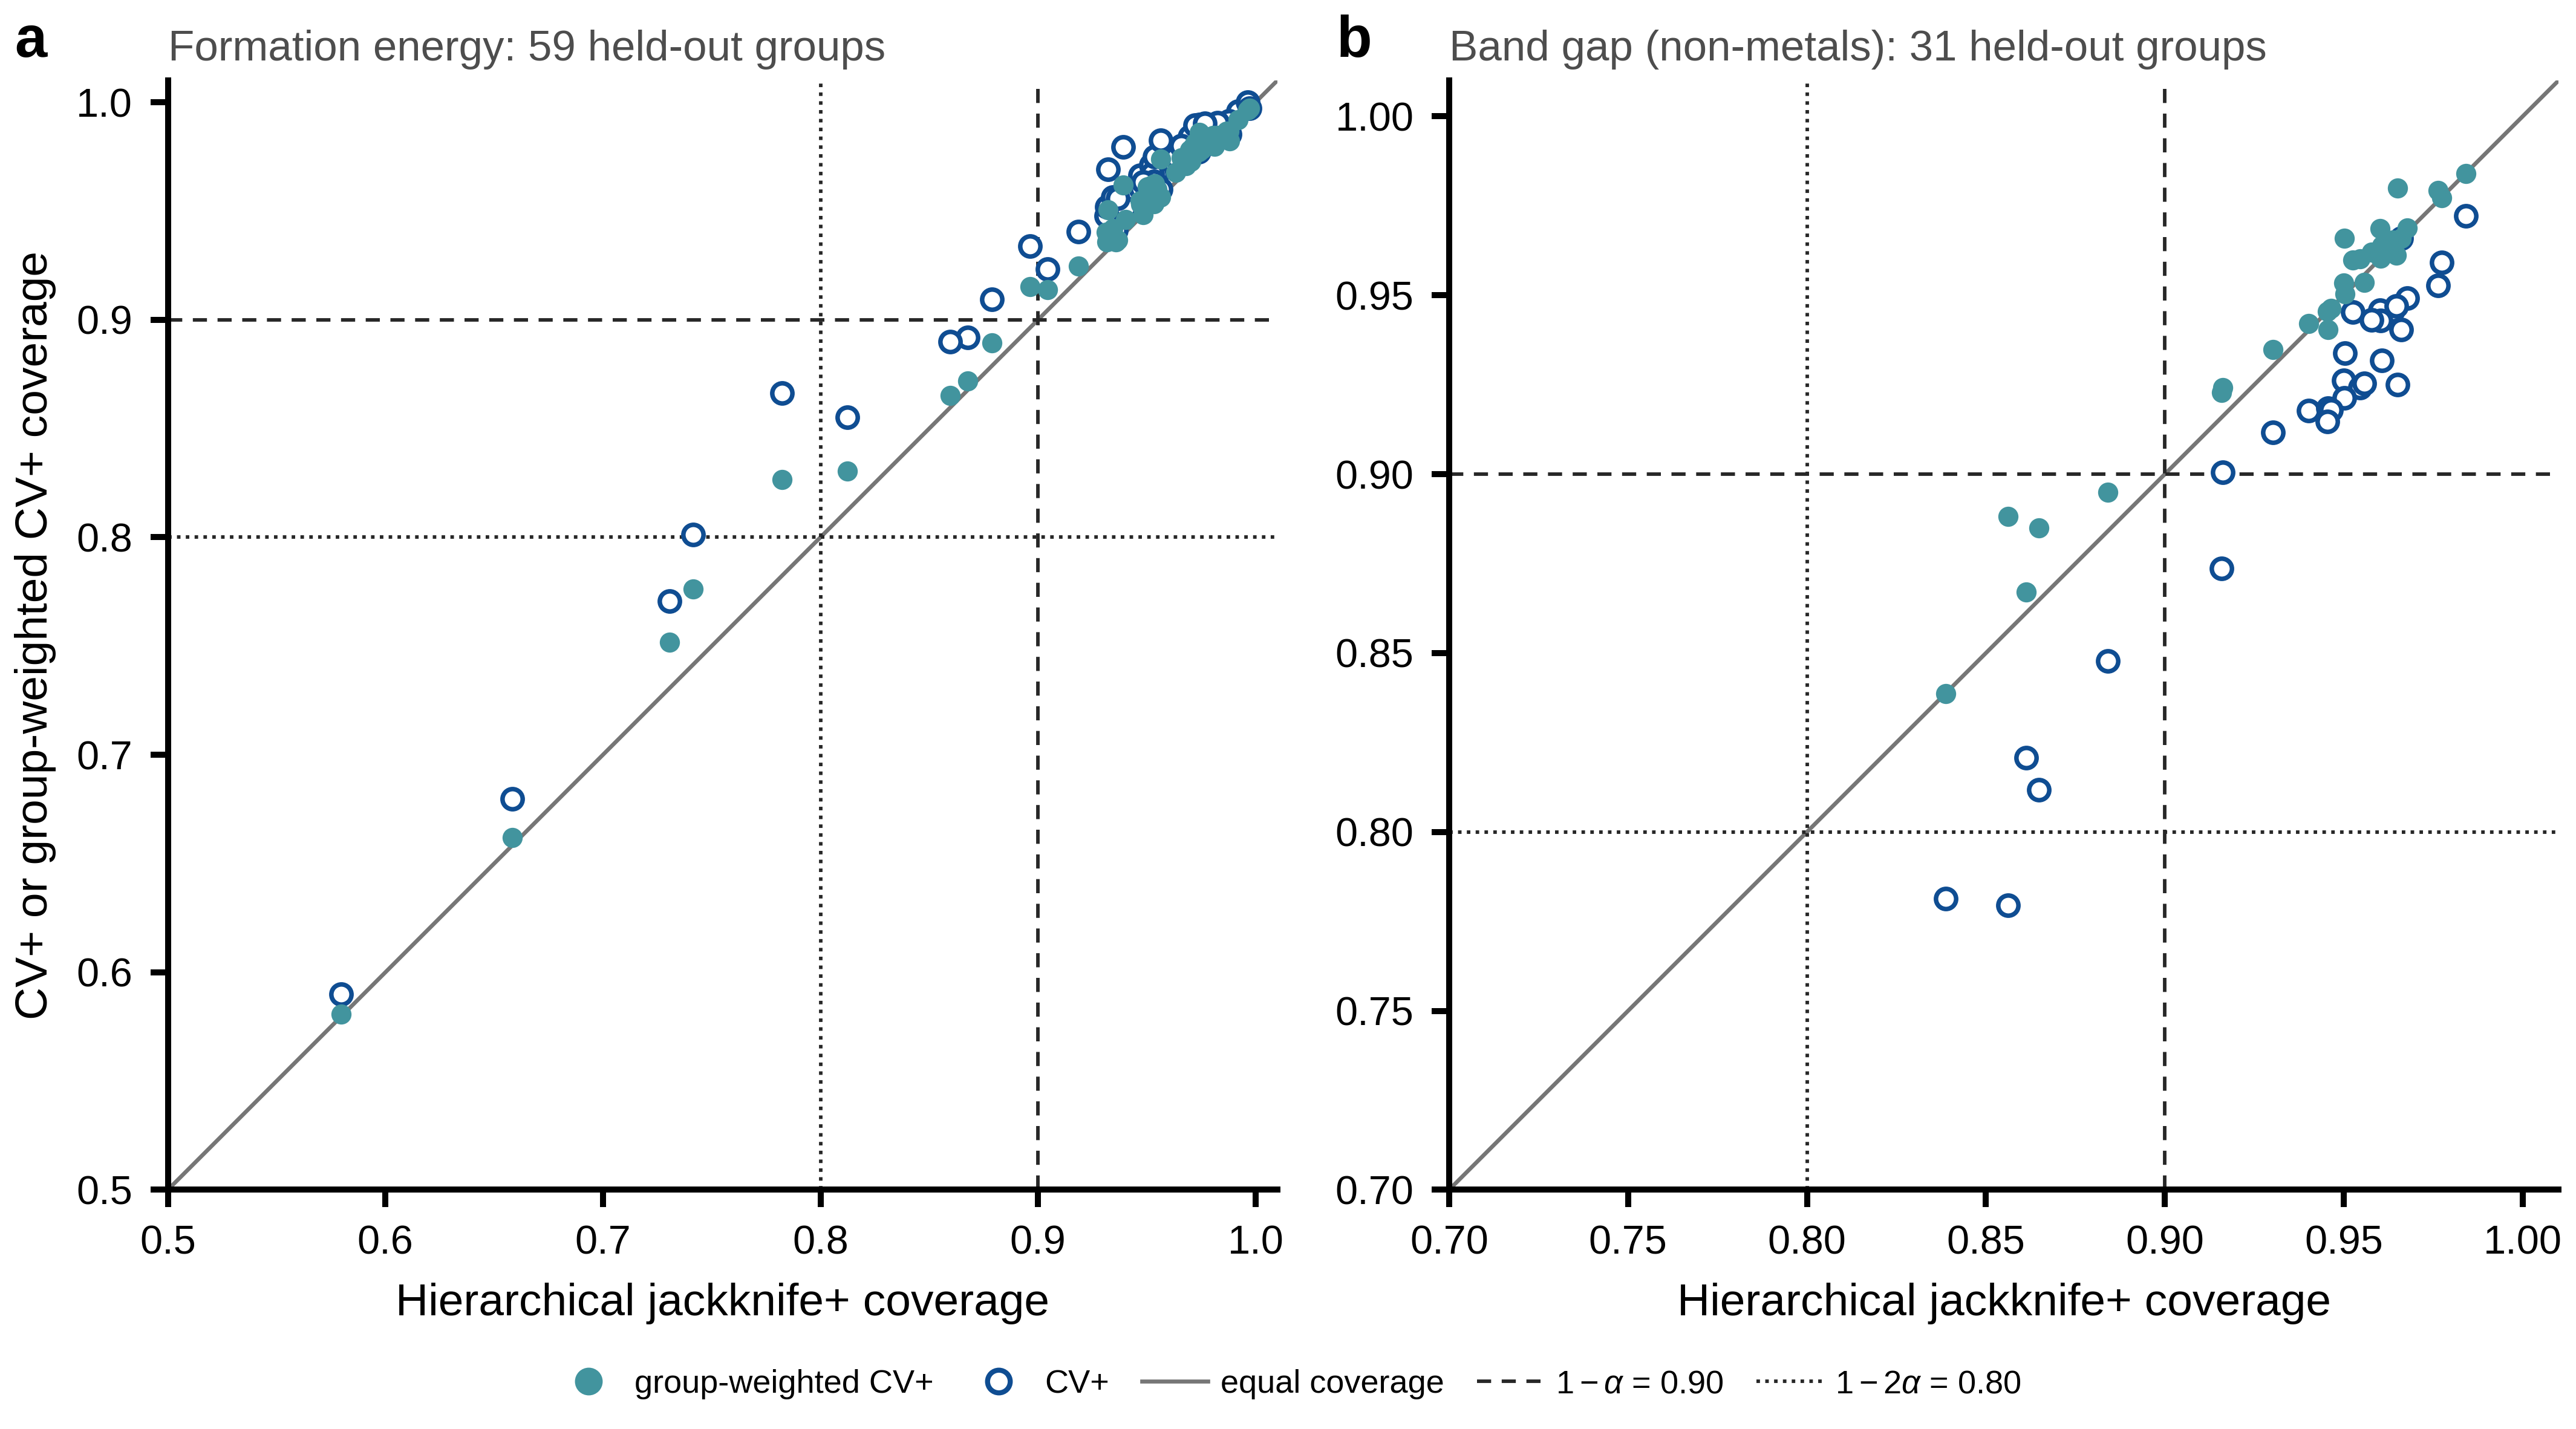 a
Formation energy: 59 held-out groups
CV+ or group-weighted CV+ coverage
1.0
0.9
0.8
0.7
0.6
0.5
0.5 0.6 0.7 0.8 0.9 1.0
Hierarchical jackknife+ coverage
b
Band gap (non-metals): 31 held-out groups
1.00
0.95
0.90
0.85
0.80
0.75
0.70
0.70 0.75 0.80 0.85 0.90 0.95 1.00
Hierarchical jackknife+ coverage
group-weighted CV+ CV+ equal coverage 1 − α = 0.90 1 − 2α = 0.80